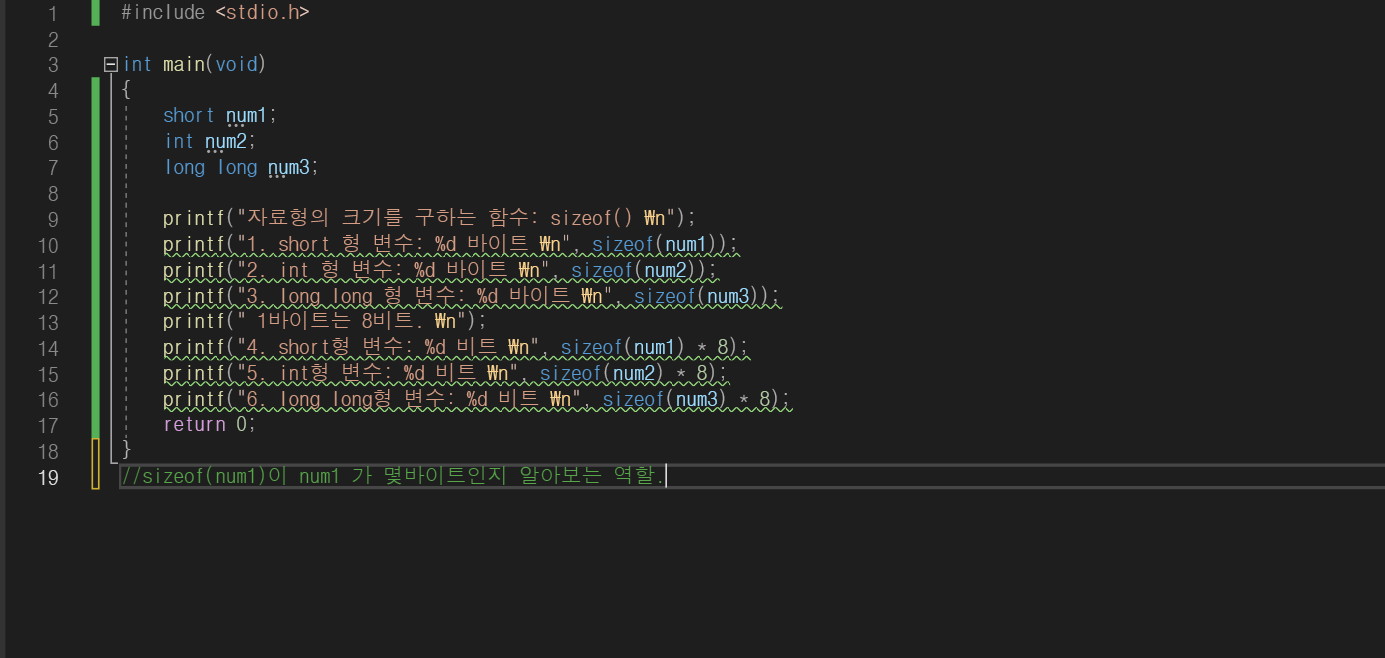 1 #include <stdio.h>
2
3 int main(void)
4 {
5 short num1;
6 int num2;
7 long long num3;
8
9 printf("자료형의 크기를 구하는 함수: sizeof() ₩n");
10 printf("1. short 형 변수: %d 바이트 ₩n", sizeof(num1));
11 printf("2. int 형 변수: %d 바이트 ₩n", sizeof(num2));
12 printf("3. long long 형 변수: %d 바이트 ₩n", sizeof(num3));
13 printf(" 1바이트는 8비트. ₩n");
14 printf("4. short형 변수: %d 비트 ₩n", sizeof(num1) * 8);
15 printf("5. int형 변수: %d 비트 ₩n", sizeof(num2) * 8);
16 printf("6. long long형 변수: %d 비트 ₩n", sizeof(num3) * 8);
17 return 0;
18 }
19 //sizeof(num1)이 num1 가 몇바이트인지 알아보는 역할.